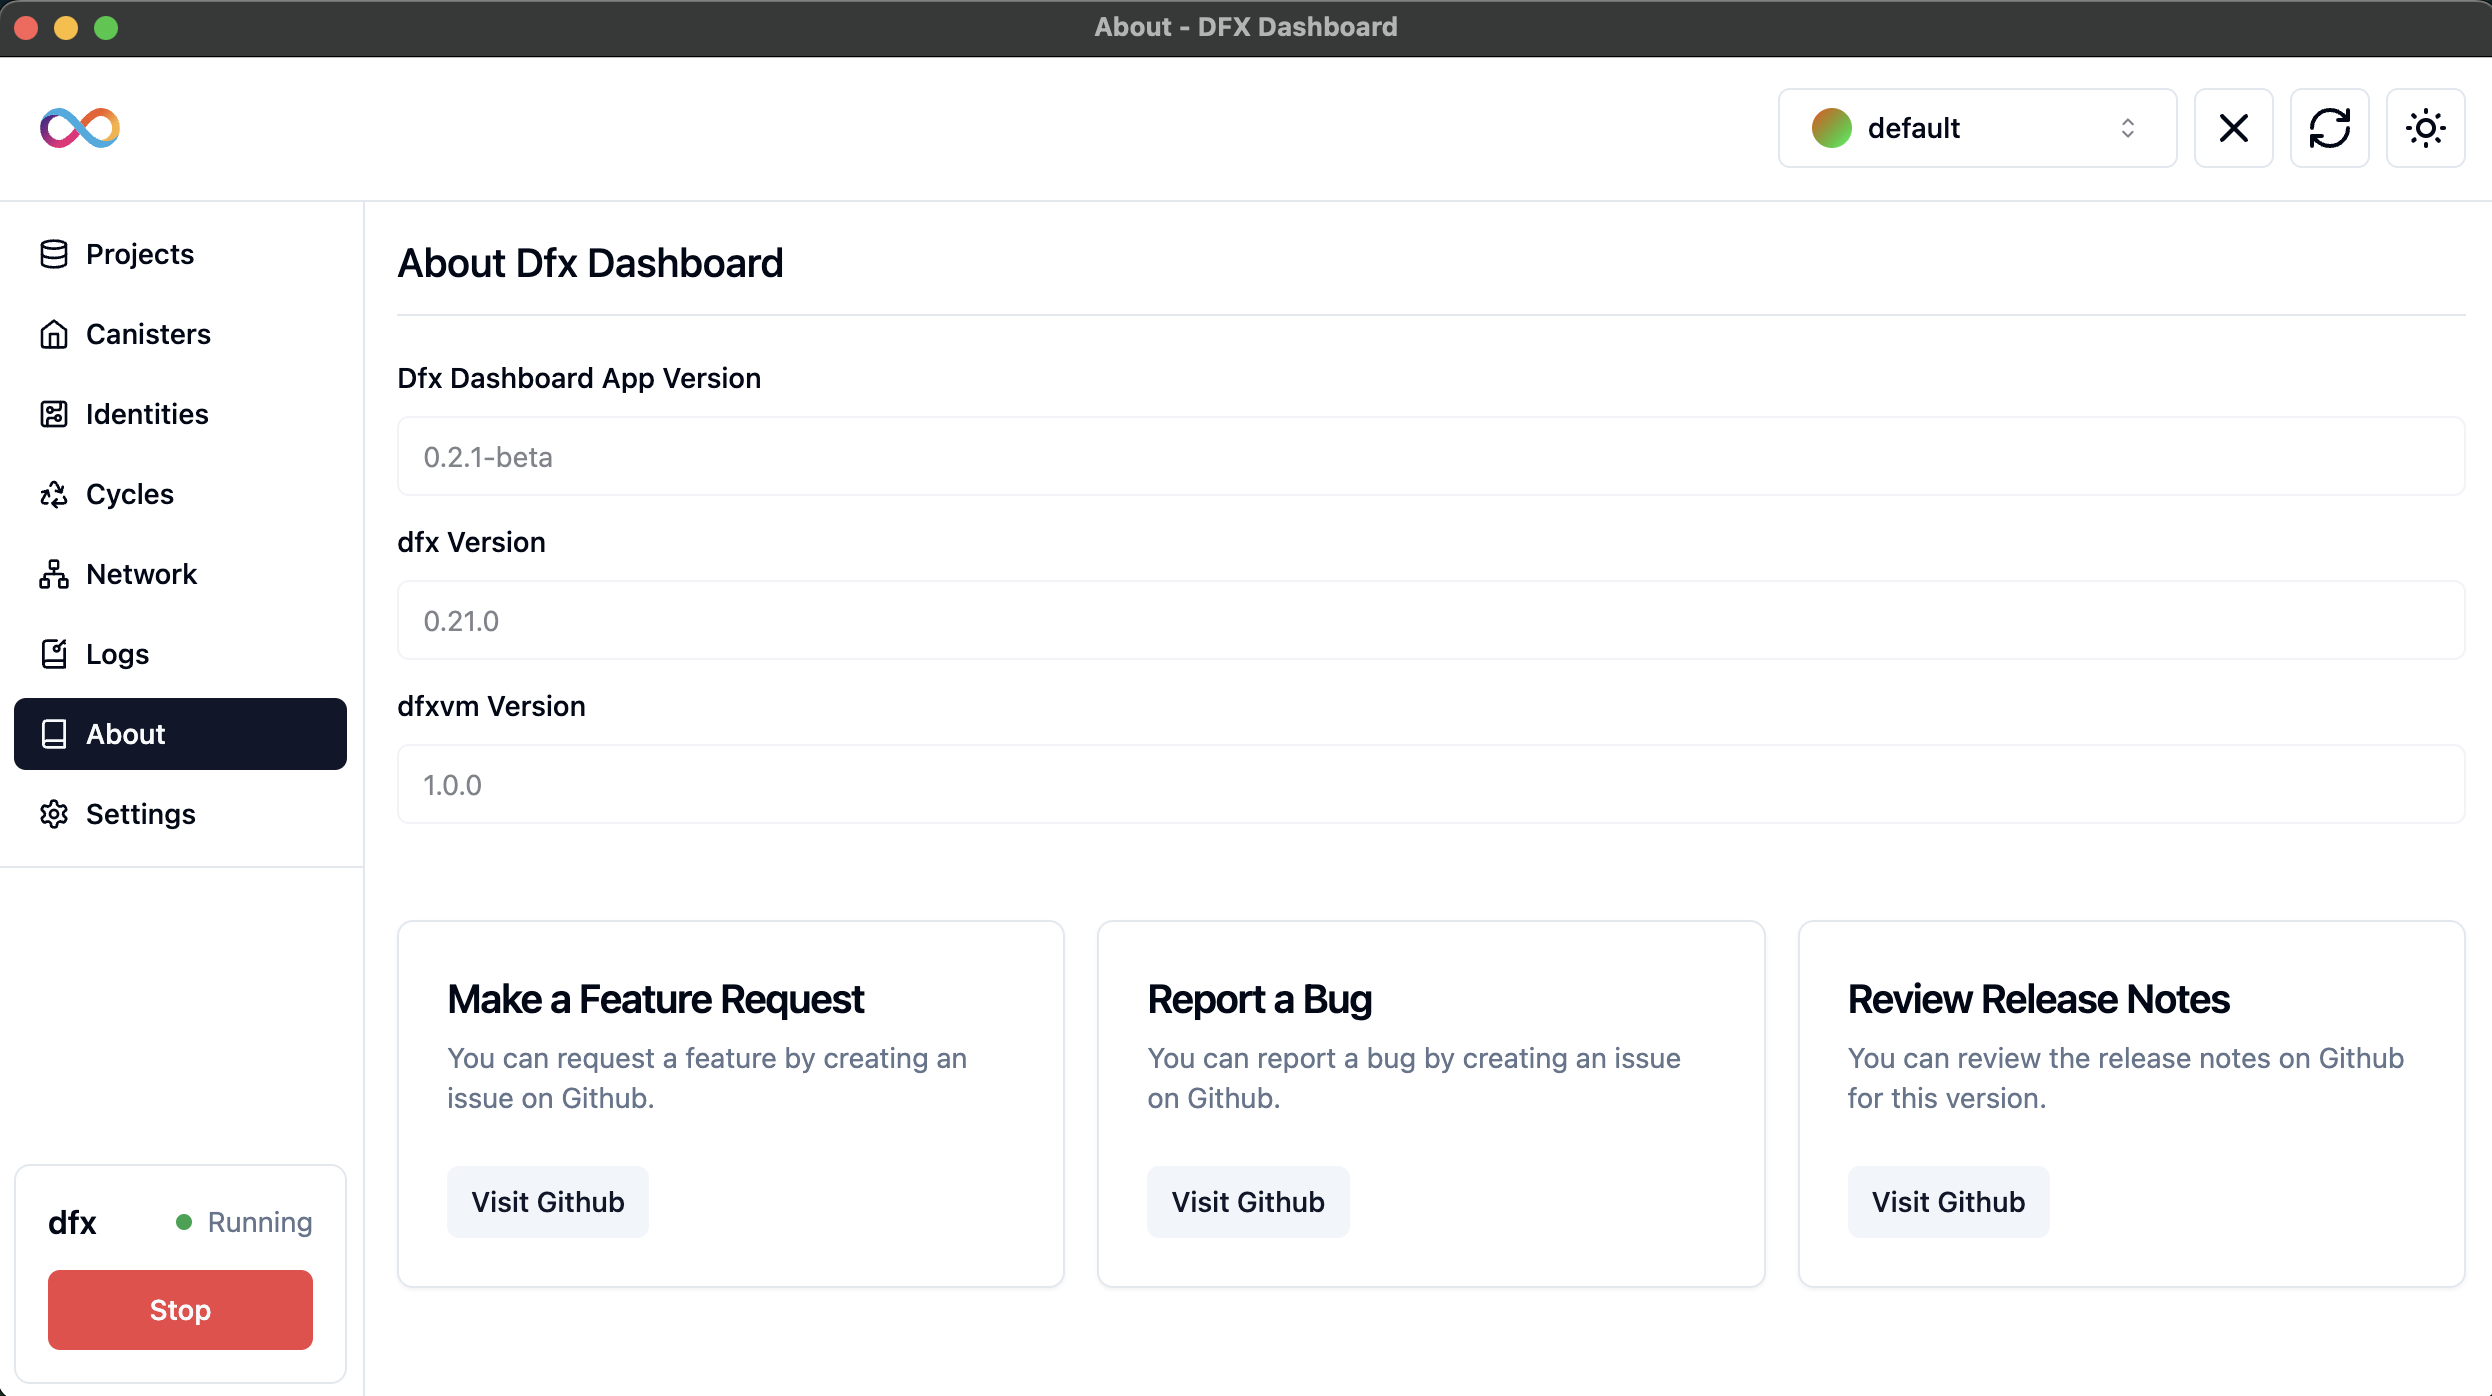 About - DFX Dashboard
default
Projects
Canisters
Identities
Cycles
Network
Logs
About
Settings
dfx
Running
Stop
About Dfx Dashboard
Dfx Dashboard App Version
0.2.1-beta
dfx Version
0.21.0
dfxvm Version
1.0.0
Make a Feature Request
You can request a feature by creating an
issue on Github.
Visit Github
Report a Bug
You can report a bug by creating an issue
on Github.
Visit Github
Review Release Notes
You can review the release notes on Github
for this version.
Visit Github